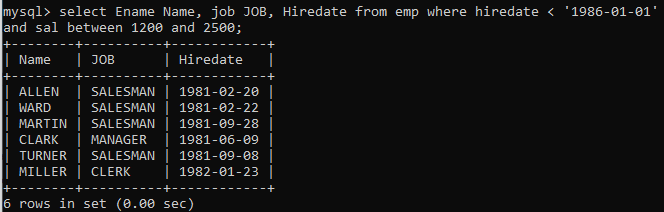 mysql> select Ename Name, job JOB, Hiredate from emp where hiredate < '1986-01-01'
and sal between 1200 and 2500;
+--------+----------+------------+
| Name   | JOB      | Hiredate   |
+--------+----------+------------+
| ALLEN  | SALESMAN | 1981-02-20 |
| WARD   | SALESMAN | 1981-02-22 |
| MARTIN | SALESMAN | 1981-09-28 |
| CLARK  | MANAGER  | 1981-06-09 |
| TURNER | SALESMAN | 1981-09-08 |
| MILLER | CLERK    | 1982-01-23 |
+--------+----------+------------+
6 rows in set (0.00 sec)